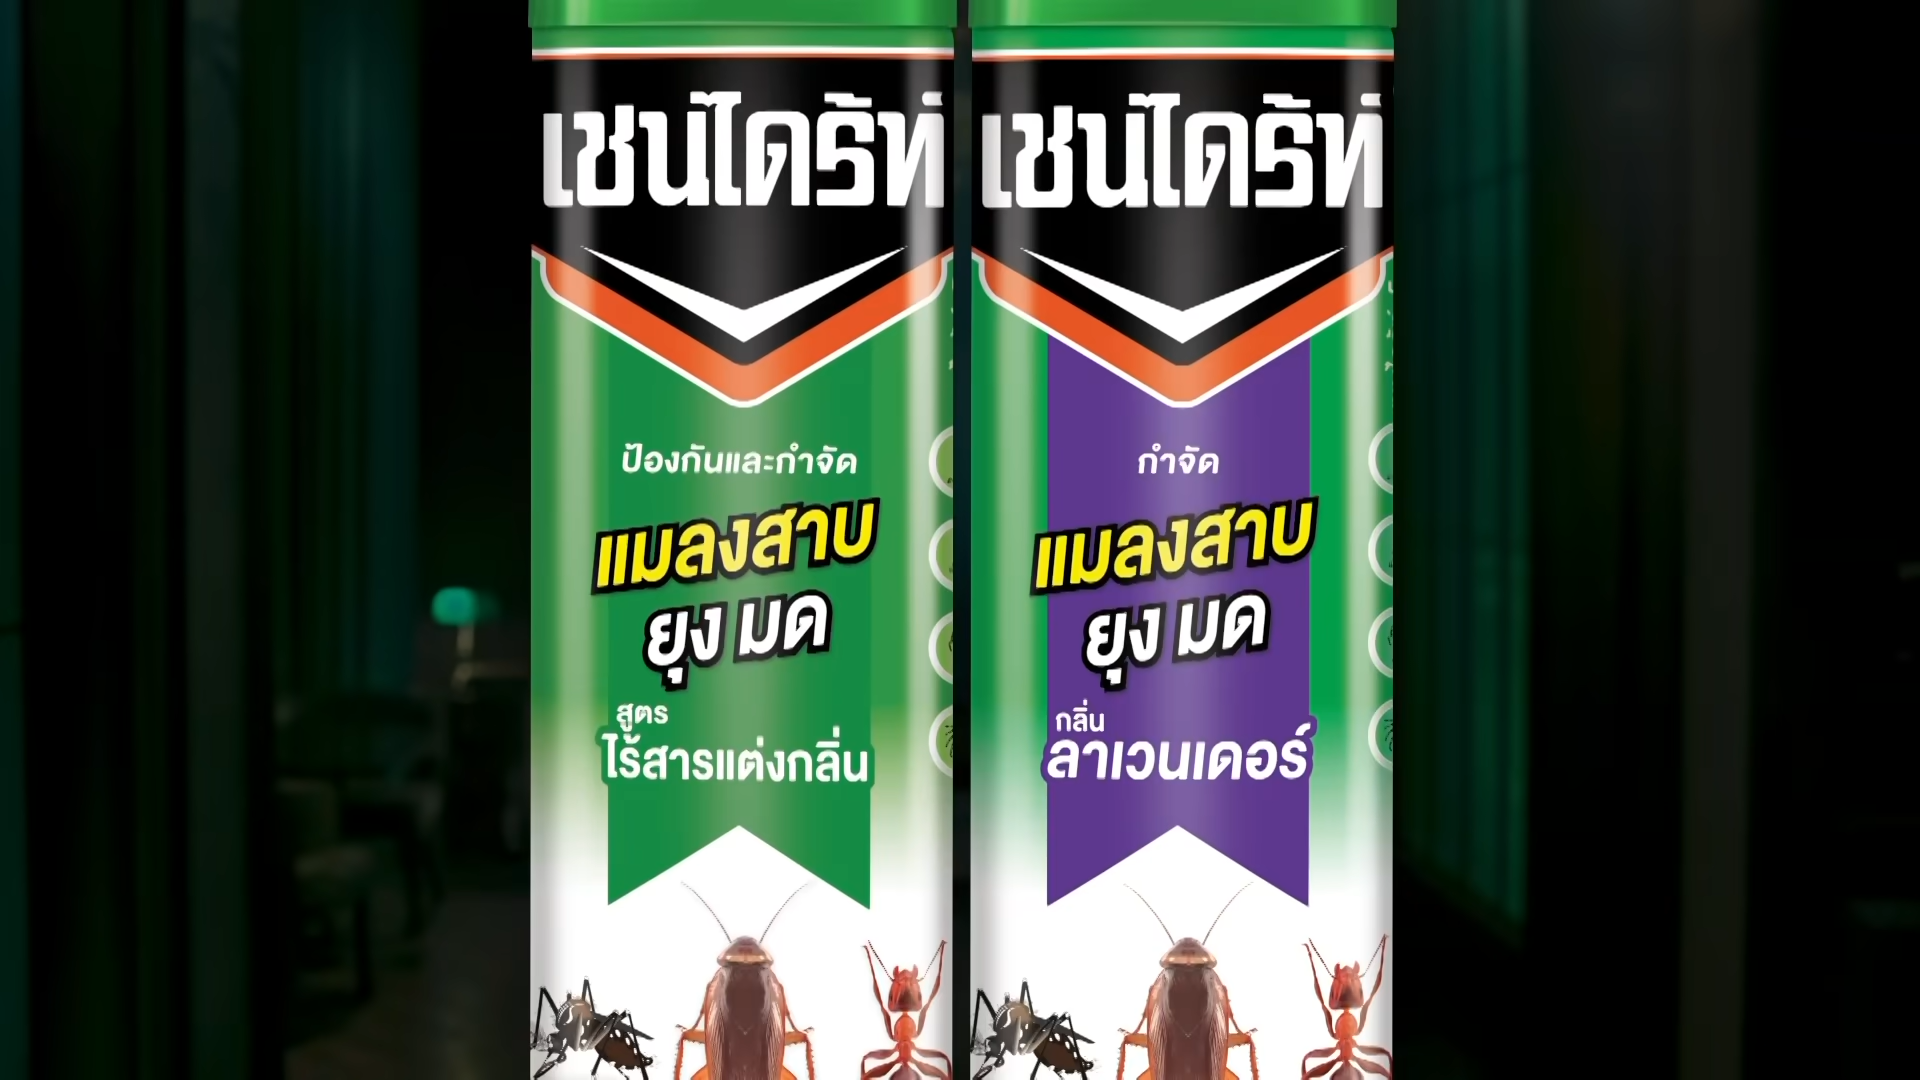 เชนไดร้ท์
ป้องกันและกำจัด
แมลงสาบ
ยุง มด
สูตร
ไร้สารแต่งกลิ่น
เชนไดร้ท์
กำจัด
แมลงสาบ
ยุง มด
กลิ่น
ลาเวนเดอร์